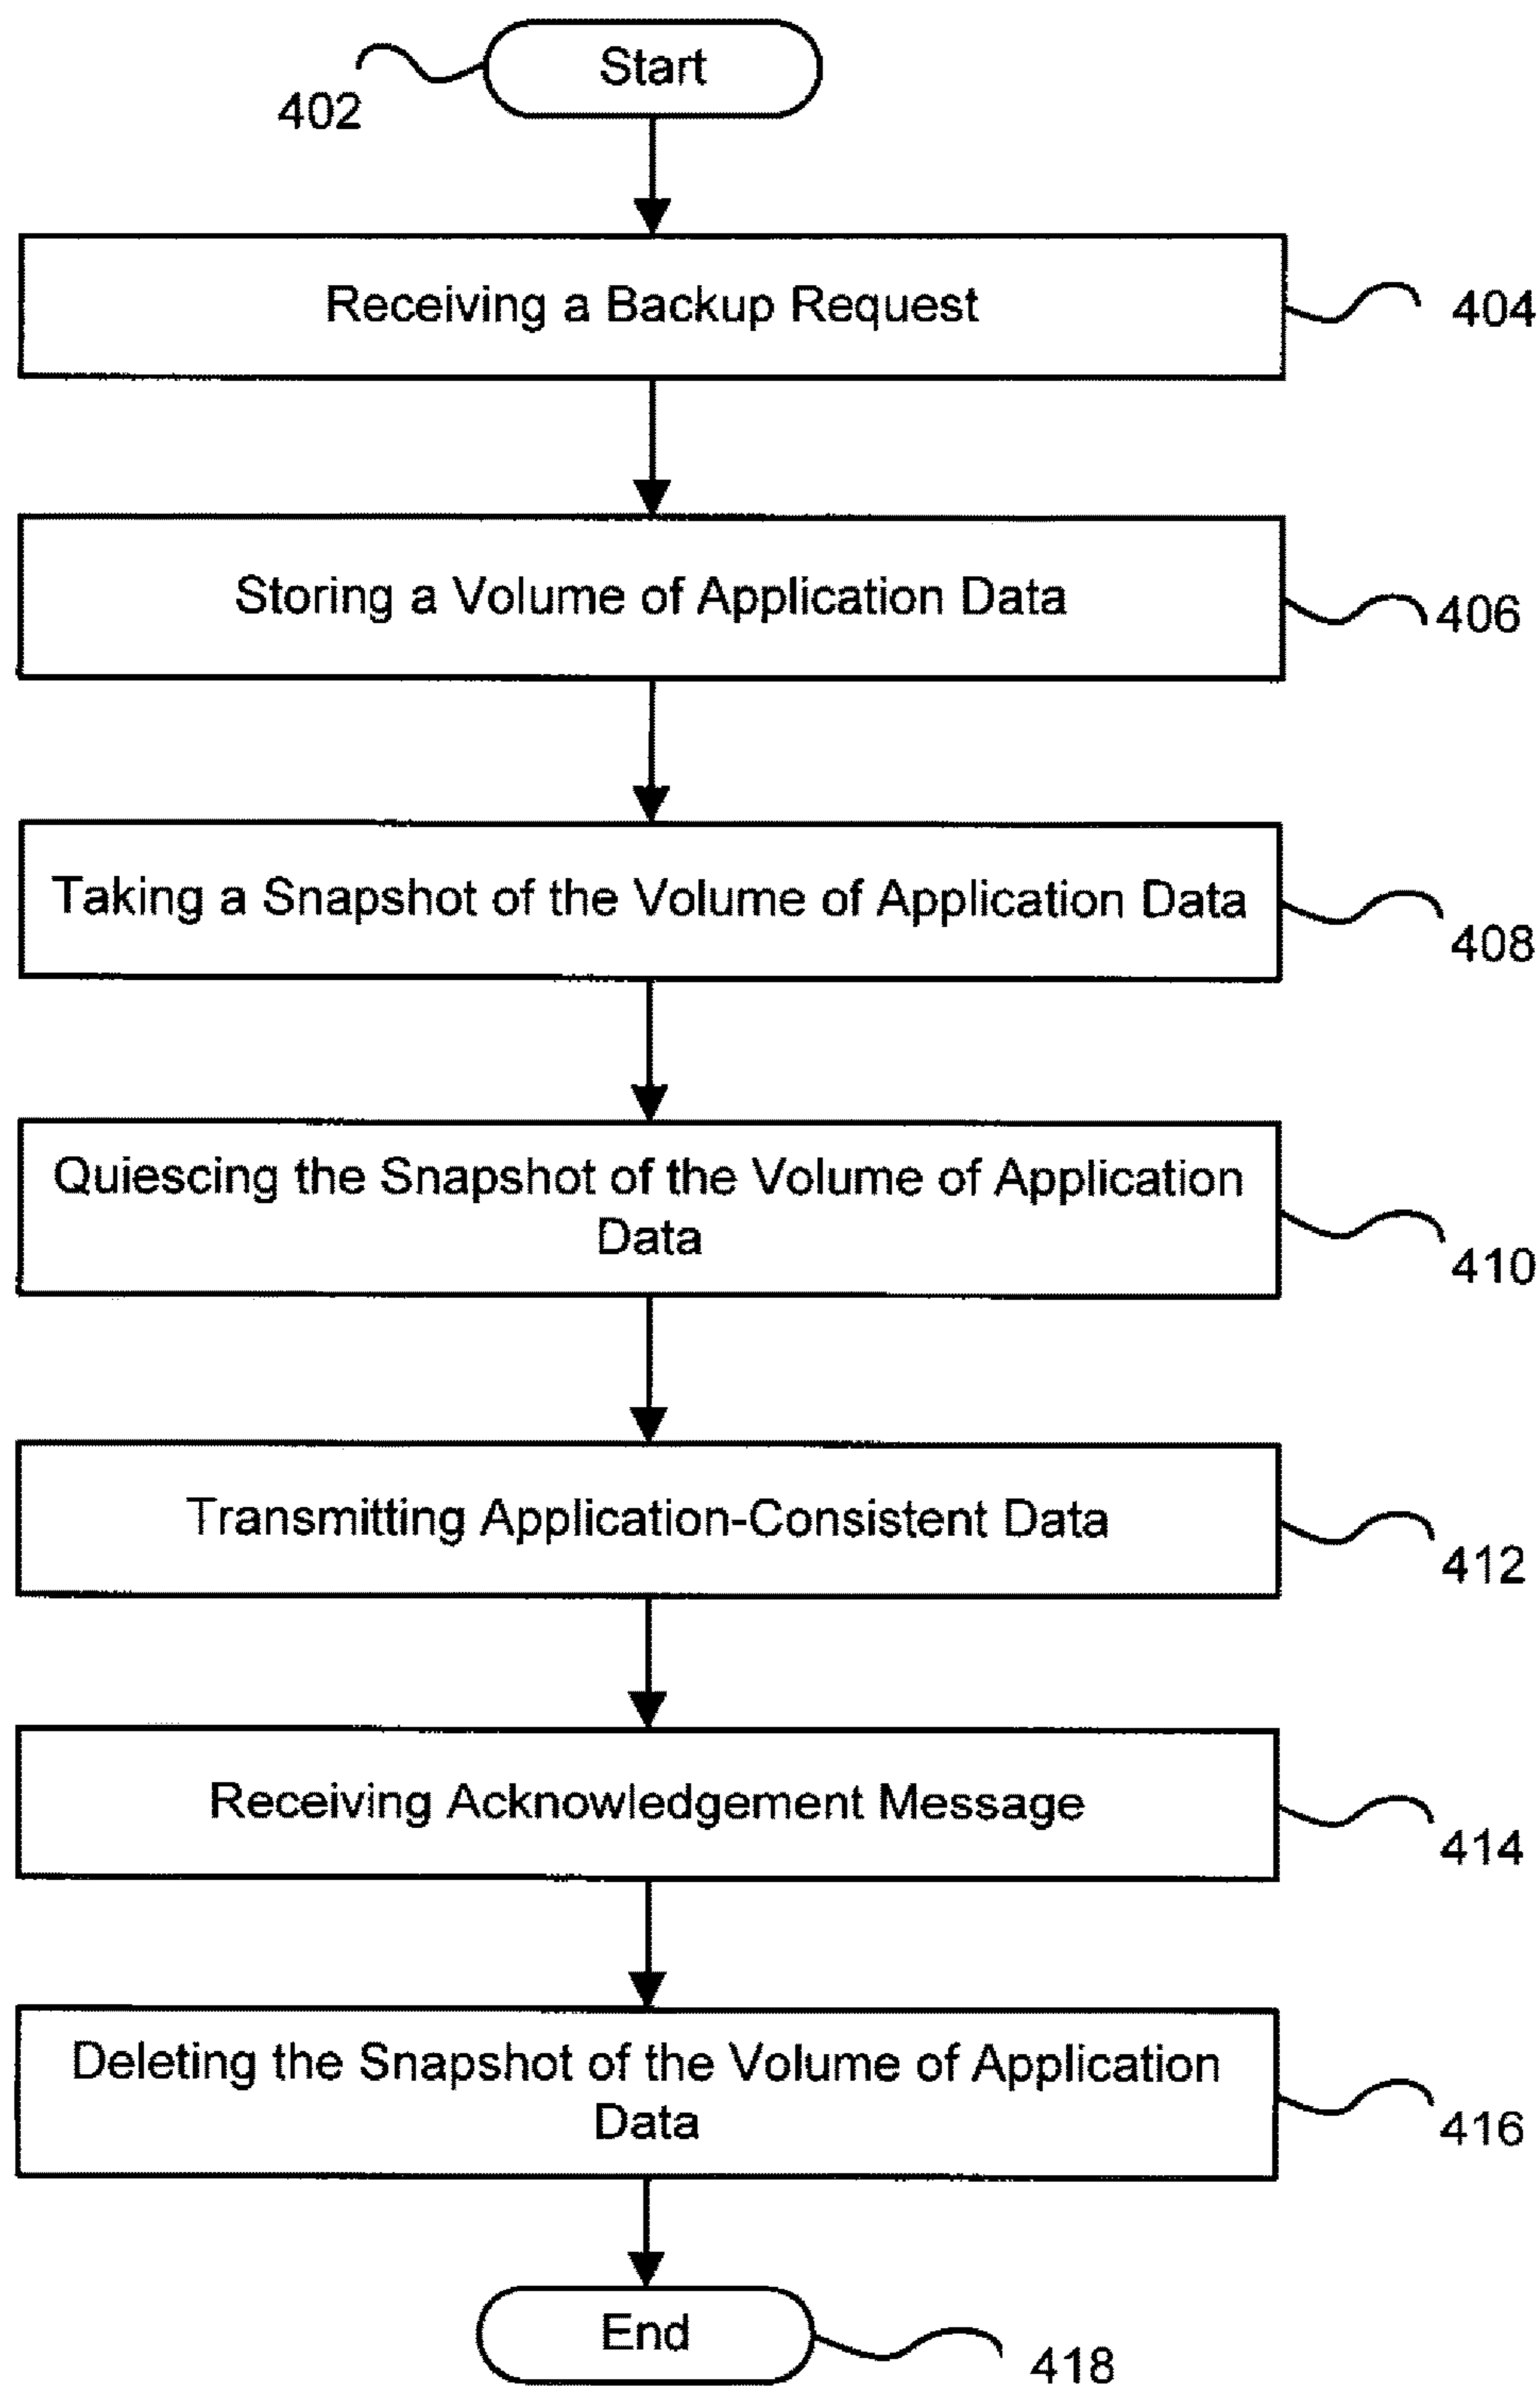 Start
402
Receiving a Backup Request
404
Storing a Volume of Application Data
406
Taking a Snapshot of the Volume of Application Data
408
Quiescing the Snapshot of the Volume of Application
Data
410
Transmitting Application-Consistent Data
412
Receiving Acknowledgement Message
414
Deleting the Snapshot of the Volume of Application
Data
416
End
418